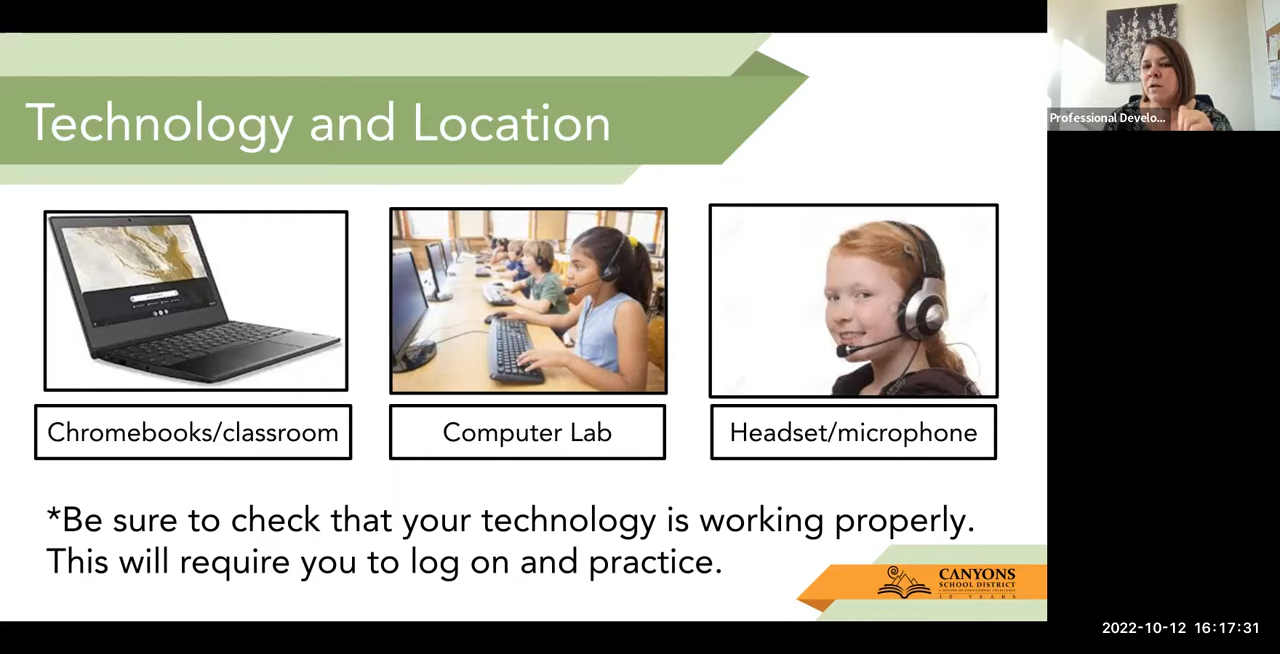 Technology and Location
Professional Develo...
Chromebooks/classroom
Computer Lab
Headset/microphone
*Be sure to check that your technology is working properly.
This will require you to log on and practice.
CANYONS
SCHOOL DISTRICT
10 YEARS
2022-10-12 16:17:31